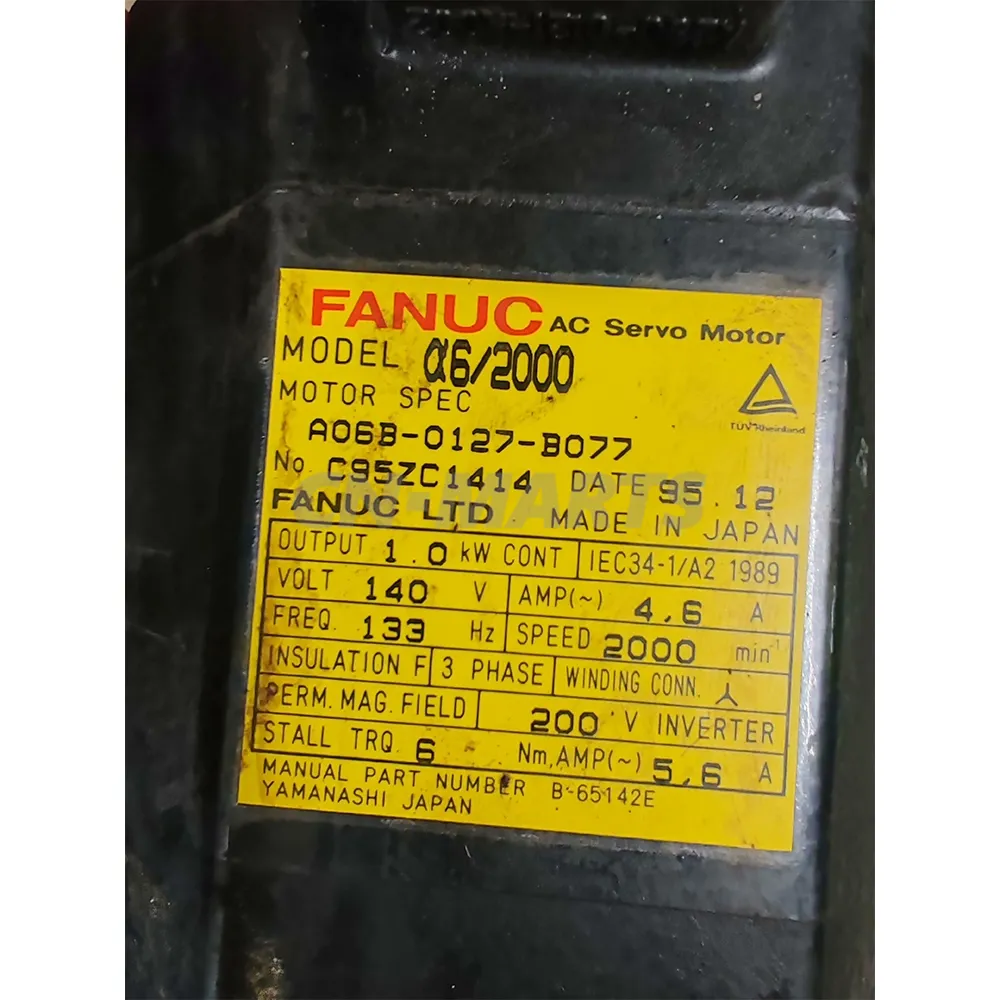 FANUC AC Servo Motor
MODEL α6/2000
MOTOR SPEC
TÜVRheinland
A06B-0127-B077
No C95ZC1414 DATE 95.12
FANUC LTD MADE IN JAPAN
OUTPUT 1.0 kW CONT IEC34-1/A2 1989
VOLT 140 V AMP(~) 4.6 A
FREQ. 133 Hz SPEED 2000 min⁻¹
INSULATION F 3 PHASE WINDING CONN.
PERM. MAG. FIELD 200 V INVERTER
STALL TRQ. 6 Nm, AMP(~) 5.6 A
MANUAL PART NUMBER B-65142E
YAMANASHI JAPAN